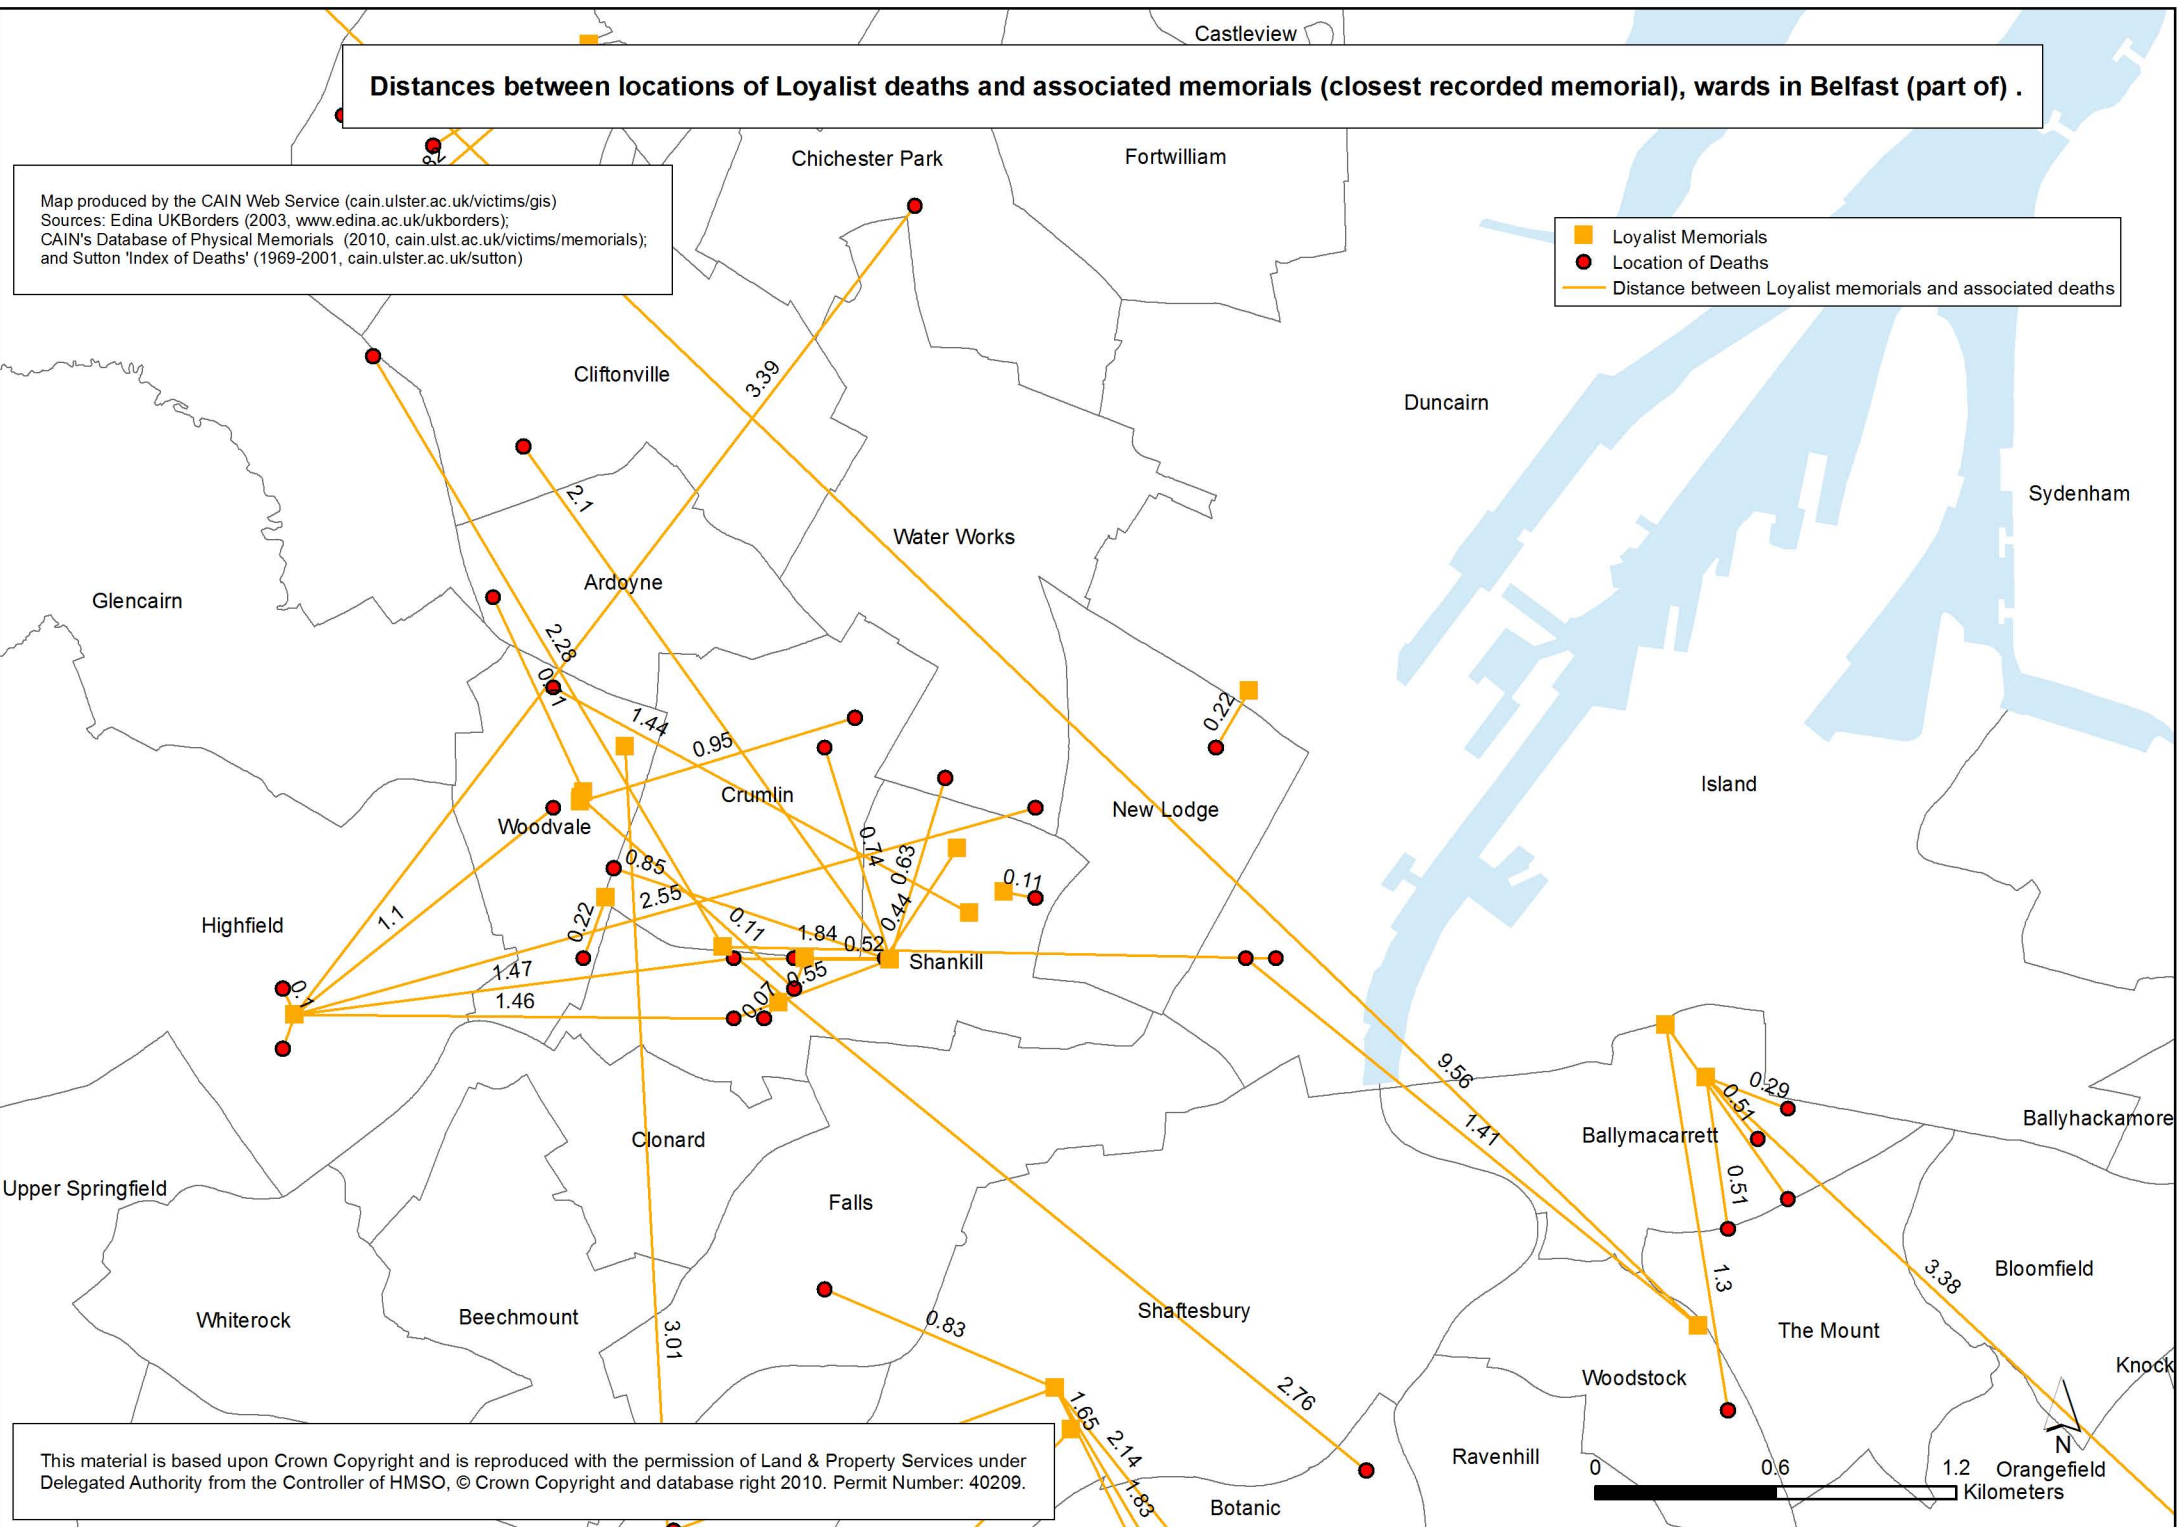 Castleview
Distances between locations of Loyalist deaths and associated memorials (closest recorded memorial), wards in Belfast (part of) .
82
Chichester Park
Fortwilliam
Map produced by the CAIN Web Service (cain.ulster.ac.uk/victims/gis)
Sources: Edina UKBorders (2003, www.edina.ac.uk/ukborders);
CAIN's Database of Physical Memorials (2010, cain.ulst.ac.uk/victims/memorials);
and Sutton 'Index of Deaths' (1969-2001, cain.ulster.ac.uk/sutton)
Loyalist Memorials
Location of Deaths
Distance between Loyalist memorials and associated deaths
Cliftonville
3.39
Duncairn
2.1
Sydenham
Water Works
Ardoyne
Glencairn
2.28
1.44
0.95
0.22
Island
Crumlin
New Lodge
Woodvale
0.74
0.63
0.85
0.11
2.55
1.1
0.22
0.44
Highfield
0.11
1.84
0.52
Shankill
1.47
0.55
0.1
1.46
0.07
9.56
0.29
0.51
Ballyhackamore
1.41
Ballymacarrett
Clonard
Upper Springfield
0.51
Falls
Bloomfield
1.3
3.38
Shaftesbury
Whiterock
Beechmount
0.83
The Mount
3.01
Knock
Woodstock
2.76
1.65
2.14
1.83
Ravenhill
N
0 0.6 1.2
Kilometers
Orangefield
This material is based upon Crown Copyright and is reproduced with the permission of Land & Property Services under
Delegated Authority from the Controller of HMSO, © Crown Copyright and database right 2010. Permit Number: 40209.
Botanic